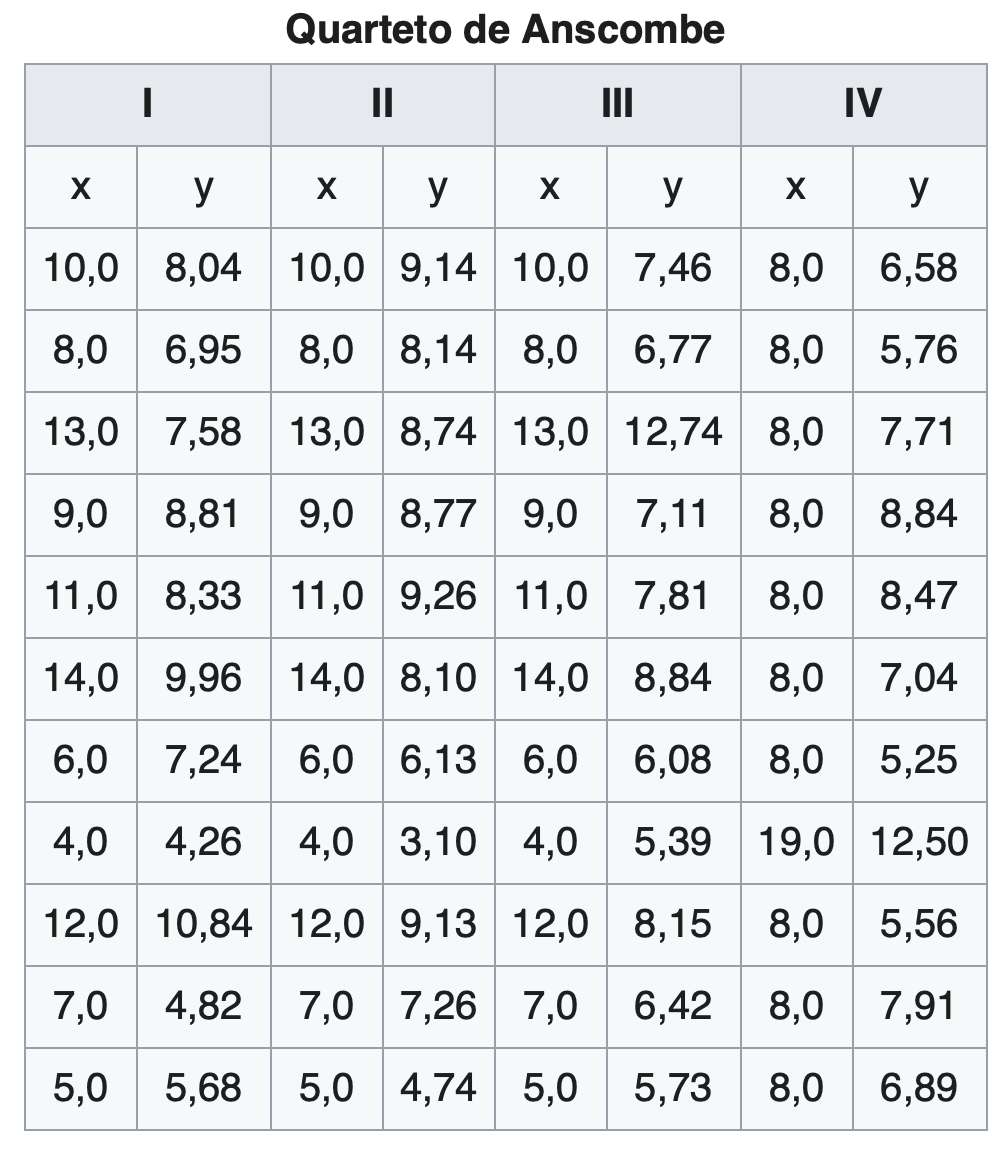 Quarteto de Anscombe
I II III IV
x y x y x y x y
10,0 8,04 10,0 9,14 10,0 7,46 8,0 6,58
8,0 6,95 8,0 8,14 8,0 6,77 8,0 5,76
13,0 7,58 13,0 8,74 13,0 12,74 8,0 7,71
9,0 8,81 9,0 8,77 9,0 7,11 8,0 8,84
11,0 8,33 11,0 9,26 11,0 7,81 8,0 8,47
14,0 9,96 14,0 8,10 14,0 8,84 8,0 7,04
6,0 7,24 6,0 6,13 6,0 6,08 8,0 5,25
4,0 4,26 4,0 3,10 4,0 5,39 19,0 12,50
12,0 10,84 12,0 9,13 12,0 8,15 8,0 5,56
7,0 4,82 7,0 7,26 7,0 6,42 8,0 7,91
5,0 5,68 5,0 4,74 5,0 5,73 8,0 6,89